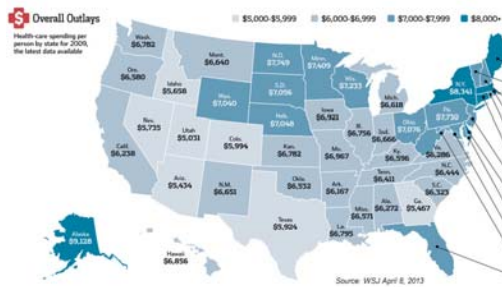 Overall Outlays
Health-care spending per
person by state for 2009,
the latest data available
$5,000-$5,999
$6,000-$6,999
$7,000-$7,999
$8,000+
Wash.
$6,782
Ore.
$6,580
Calif.
$6,238
Nev.
$5,735
Idaho
$5,658
Mont.
$6,640
Wyo.
$7,040
Utah
$5,031
Colo.
$5,994
Ariz.
$5,434
N.M.
$6,651
N.D.
$7,749
S.D.
$7,056
Neb.
$7,048
Kan.
$6,782
Okla.
$6,532
Texas
$5,924
Minn.
$7,409
Iowa
$6,921
Mo.
$6,967
Ark.
$6,167
La.
$6,795
Wis.
$7,233
Ill.
$6,756
Mich.
$6,618
Ind.
$6,666
Ohio
$7,076
Ky.
$6,596
Tenn.
$6,411
Miss.
$6,571
Ala.
$6,272
Ga.
$5,467
N.Y.
$8,341
Pa.
$7,730
Va.
$6,286
N.C.
$6,444
S.C.
$6,323
Alaska
$9,128
Hawaii
$6,856
Source: WSJ April 8, 2013